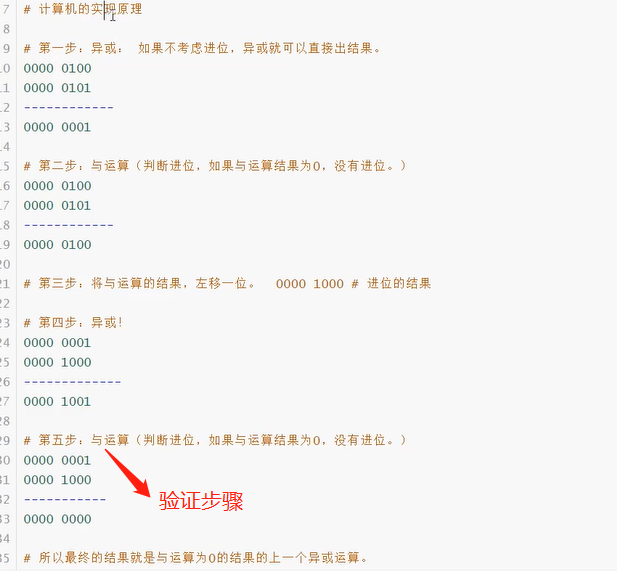 7 # 计算机的实现原理
8
9 # 第一步：异或： 如果不考虑进位，异或就可以直接出结果。
10 0000 0100
11 0000 0101
12 ------------
13 0000 0001
14
15 # 第二步：与运算（判断进位，如果与运算结果为0，没有进位。）
16 0000 0100
17 0000 0101
18 ------------
19 0000 0100
20
21 # 第三步：将与运算的结果，左移一位。 0000 1000 # 进位的结果
22
23 # 第四步：异或！
24 0000 0001
25 0000 1000
26 -------------
27 0000 1001
28
29 # 第五步：与运算（判断进位，如果与运算结果为0，没有进位。）
30 0000 0001
31 0000 1000
32 -----------
验证步骤
33 0000 0000
34
35 # 所以最终的结果就是与运算为0的结果的上一个异或运算。